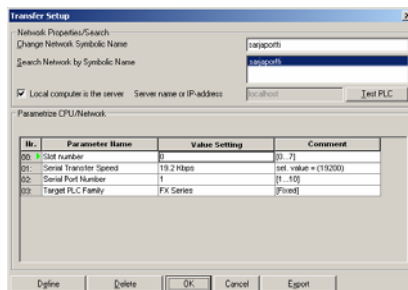 Transfer Setup
Network Properties/Search
Change Network Symbolic Name
sarjaportti
Search Network by Symbolic Name
sarjaportti
Local computer is the server Server name or IP-address localhost Test PLC
Parametrize CPU/Network
Nr. Parameter Name Value Setting Comment
00: Slot number 0 [0...7]
01: Serial Transfer Speed 19.2 Kbps sel. value = (19200)
02: Serial Port Number 1 [1...10]
03: Target PLC Family FX Series [Fixed]
Define Delete OK Cancel Export